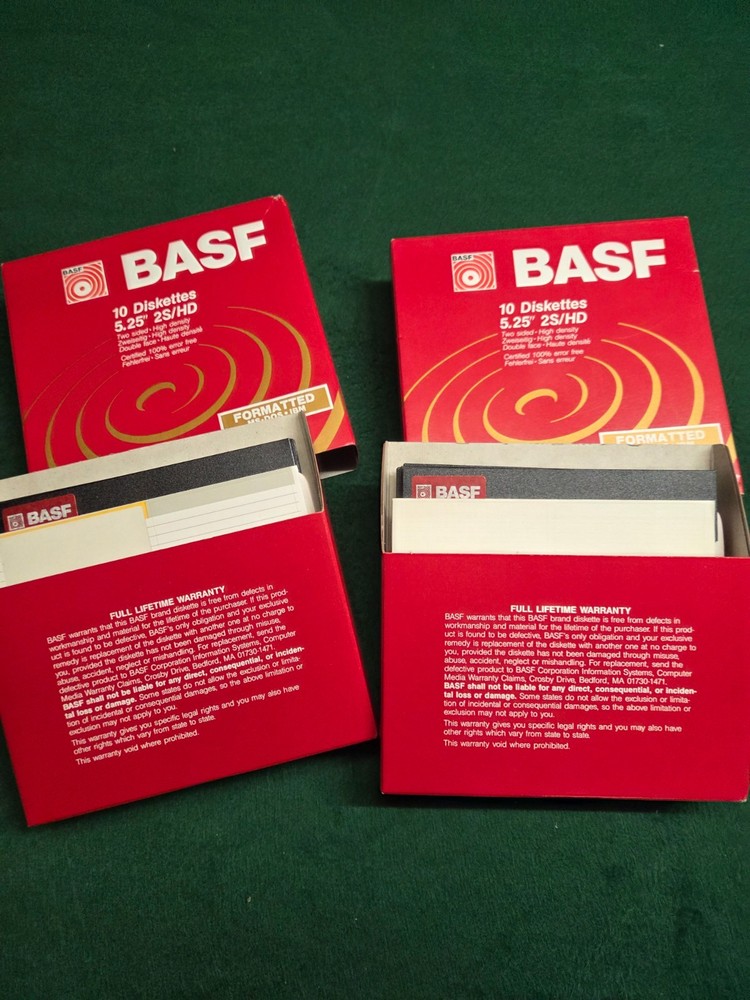 BASF
BASF
10 Diskettes
5.25" 2S/HD
Two sided • High density
Zweiseitig • High density
Double face • Haute densité
Certified 100% error free
Fehlerfrei • Sans erreur
FORMATTED
MS-DOS • IBM
BASF
FULL LIFETIME WARRANTY
BASF warrants that this BASF brand diskette is free from defects in
workmanship and material for the lifetime of the purchaser. If this prod-
uct is found to be defective, BASF's only obligation and your exclusive
remedy is replacement of the diskette with another one at no charge to
you, provided the diskette has not been damaged through misuse,
abuse, accident, neglect or mishandling. For replacement, send the
defective product to BASF Corporation Information Systems, Computer
Media Warranty Claims, Crosby Drive, Bedford, MA 01730-1471.
BASF shall not be liable for any direct, consequential, or inciden-
tal loss or damage. Some states do not allow the exclusion or limita-
tion of incidental or consequential damages, so the above limitation or
exclusion may not apply to you.
This warranty gives you specific legal rights and you may also have
other rights which vary from state to state.
This warranty void where prohibited.
BASF
BASF
10 Diskettes
5.25" 2S/HD
Two sided • High density
Zweiseitig • High density
Double face • Haute densité
Certified 100% error free
Fehlerfrei • Sans erreur
FORMATTED
BASF
FULL LIFETIME WARRANTY
BASF warrants that this BASF brand diskette is free from defects in
workmanship and material for the lifetime of the purchaser. If this prod-
uct is found to be defective, BASF's only obligation and your exclusive
remedy is replacement of the diskette with another one at no charge to
you, provided the diskette has not been damaged through misuse,
abuse, accident, neglect or mishandling. For replacement, send the
defective product to BASF Corporation Information Systems, Computer
Media Warranty Claims, Crosby Drive, Bedford, MA 01730-1471.
BASF shall not be liable for any direct, consequential, or inciden-
tal loss or damage. Some states do not allow the exclusion or limita-
tion of incidental or consequential damages, so the above limitation or
exclusion may not apply to you.
This warranty gives you specific legal rights and you may also have
other rights which vary from state to state.
This warranty void where prohibited.